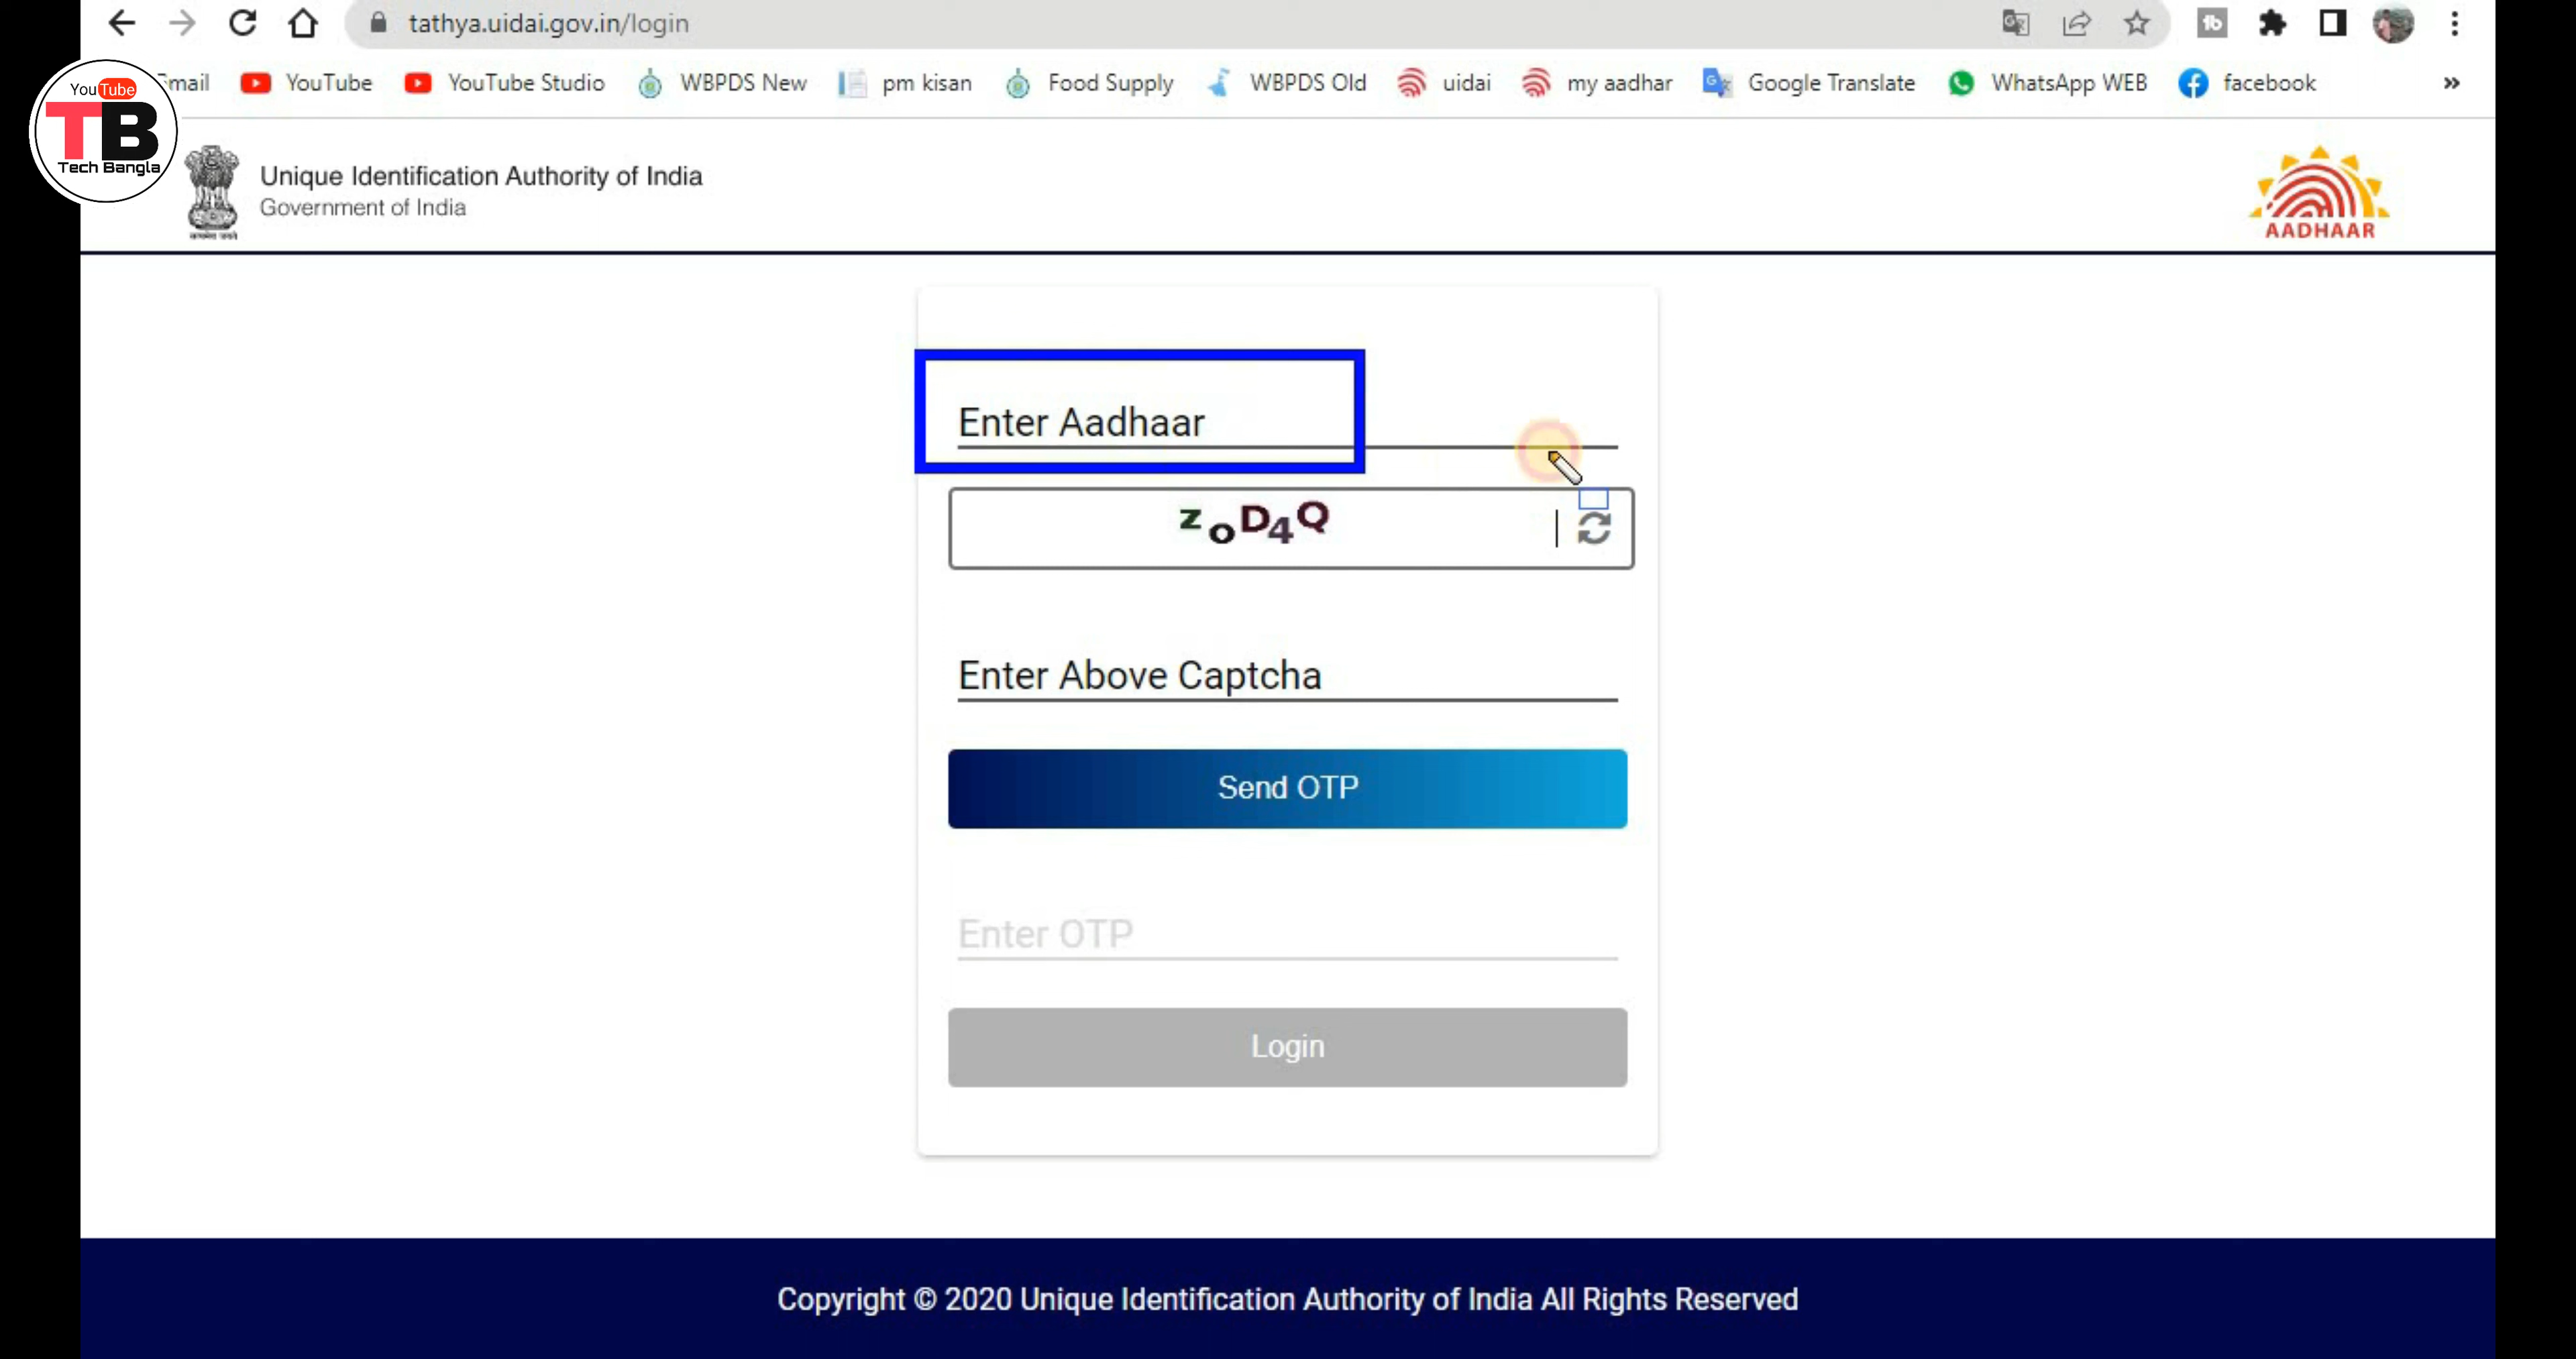 tathya.uidai.gov.in/login
mail YouTube YouTube Studio WBPDS New pm kisan Food Supply WBPDS Old uidai my aadhar Google Translate WhatsApp WEB facebook »
YouTube
TB
Tech Bangla
Unique Identification Authority of India
Government of India
AADHAAR
Enter Aadhaar
zoD4Q
Enter Above Captcha
Send OTP
Enter OTP
Login
Copyright © 2020 Unique Identification Authority of India All Rights Reserved